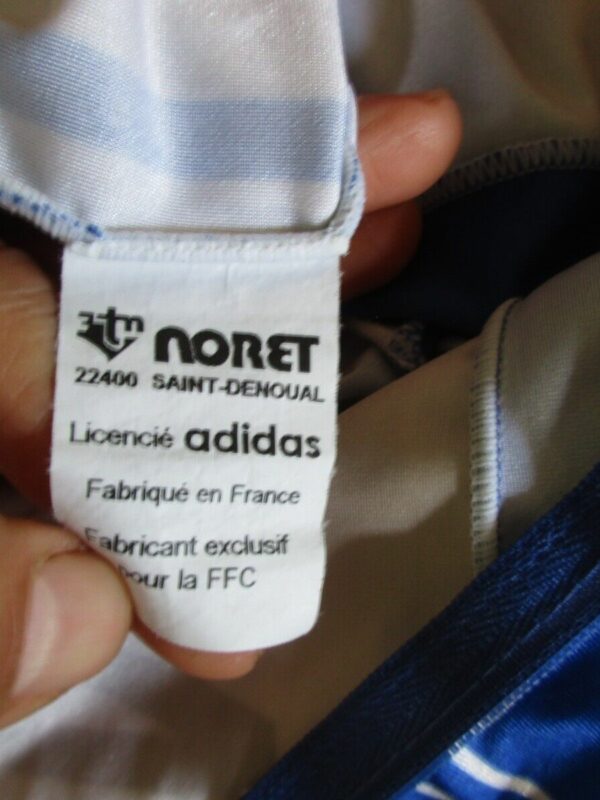 3tm NORET
22400 SAINT-DENOUAL
Licencié adidas
Fabriqué en France
Fabricant exclusif
pour la FFC